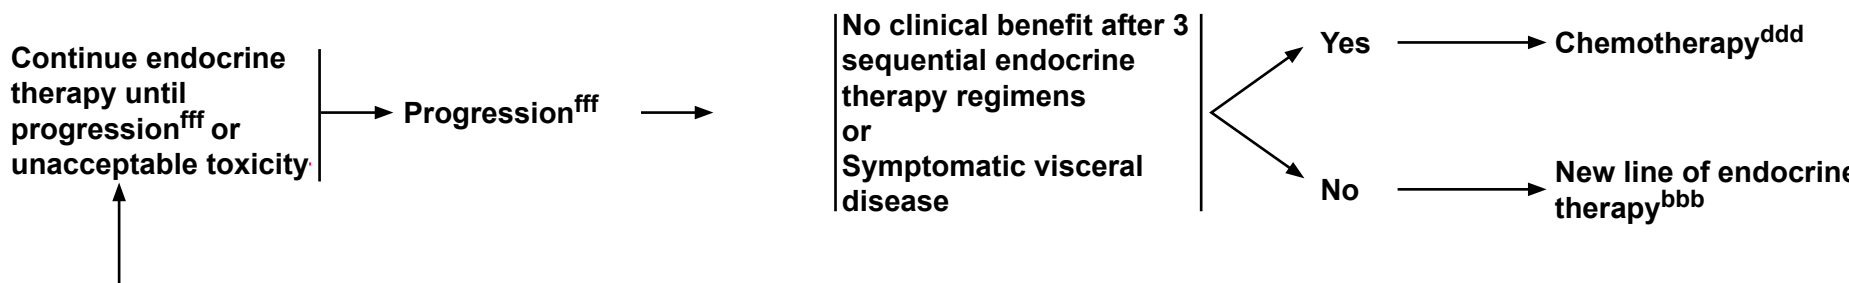 Continue endocrine
therapy until
progressionfff or
unacceptable toxicity
Progressionfff
No clinical benefit after 3
sequential endocrine
therapy regimens
or
Symptomatic visceral
disease
Yes
Chemotherapyddd
No
New line of endocrine
therapybbb